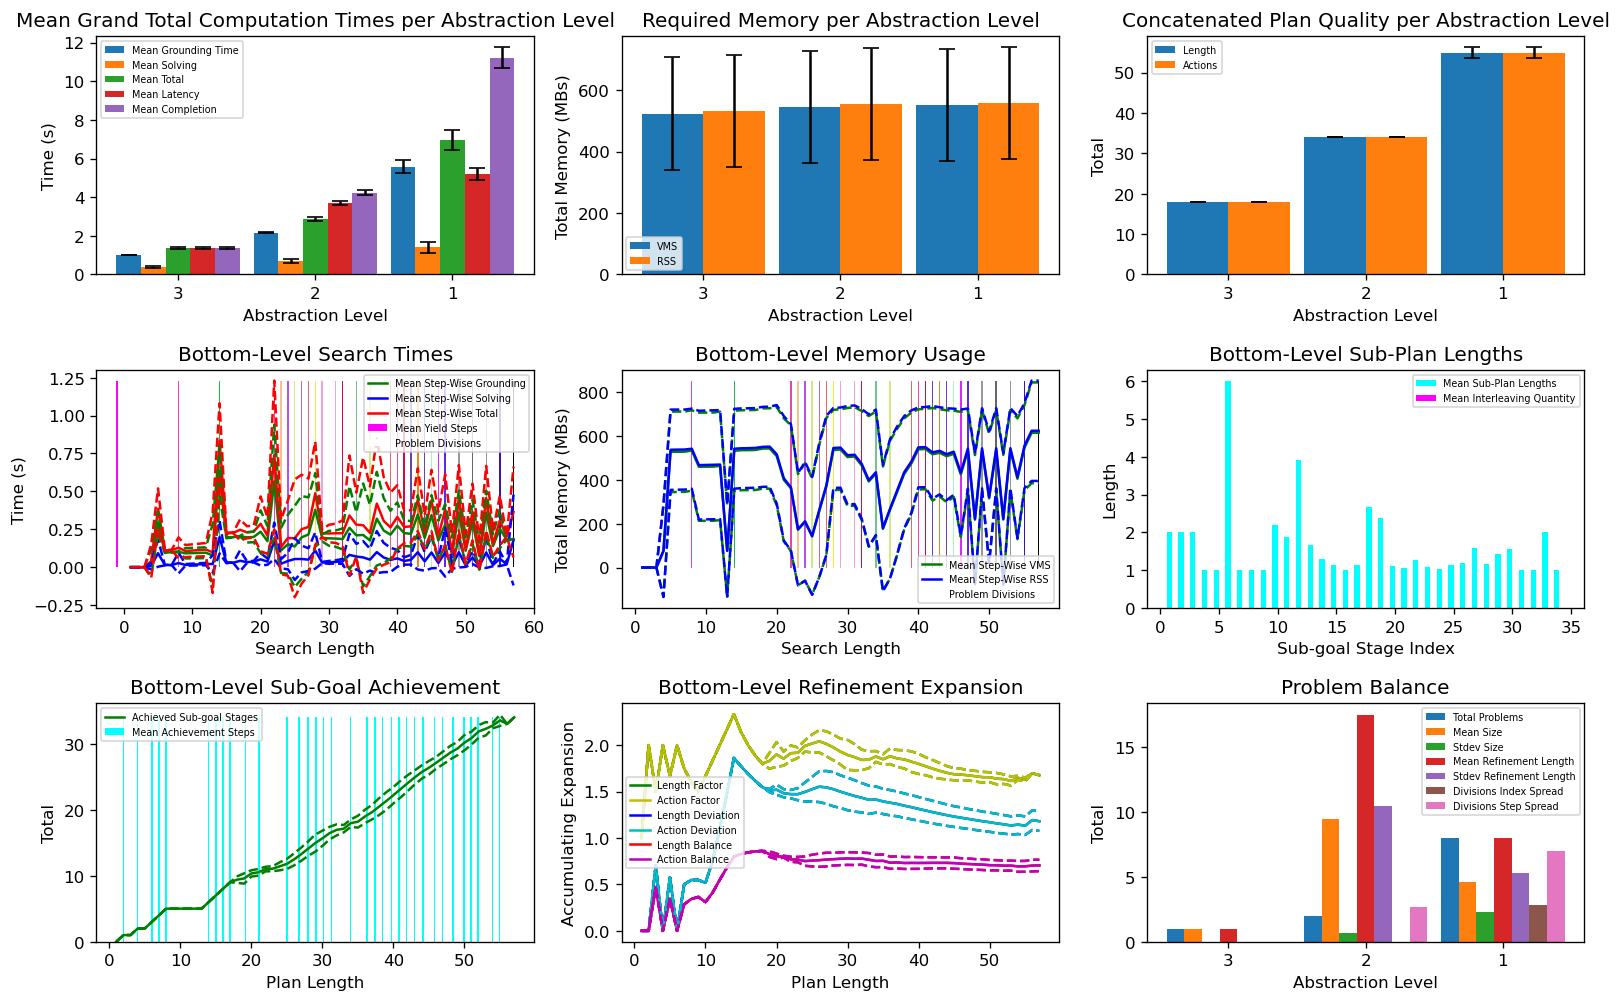 Mean Grand Total Computation Times per Abstraction Level
12
10
8
6
4
2
0
Time (s)
Mean Grounding Time
Mean Solving
Mean Total
Mean Latency
Mean Completion
3 2 1
Abstraction Level
Required Memory per Abstraction Level
600
400
200
0
Total Memory (MBs)
VMS
RSS
3 2 1
Abstraction Level
Concatenated Plan Quality per Abstraction Level
50
40
30
20
10
0
Total
Length
Actions
3 2 1
Abstraction Level
Bottom-Level Search Times
1.25
1.00
0.75
0.50
0.25
0.00
−0.25
Time (s)
Mean Step-Wise Grounding
Mean Step-Wise Solving
Mean Step-Wise Total
Mean Yield Steps
Problem Divisions
0 10 20 30 40 50 60
Search Length
Bottom-Level Memory Usage
800
600
400
200
0
Total Memory (MBs)
Mean Step-Wise VMS
Mean Step-Wise RSS
Problem Divisions
0 10 20 30 40 50
Search Length
Bottom-Level Sub-Plan Lengths
6
5
4
3
2
1
0
Length
Mean Sub-Plan Lengths
Mean Interleaving Quantity
0 5 10 15 20 25 30 35
Sub-goal Stage Index
Bottom-Level Sub-Goal Achievement
30
20
10
0
Total
Achieved Sub-goal Stages
Mean Achievement Steps
0 10 20 30 40 50
Plan Length
Bottom-Level Refinement Expansion
2.0
1.5
1.0
0.5
0.0
Accumulating Expansion
Length Factor
Action Factor
Length Deviation
Action Deviation
Length Balance
Action Balance
0 10 20 30 40 50
Plan Length
Problem Balance
15
10
5
0
Total
Total Problems
Mean Size
Stdev Size
Mean Refinement Length
Stdev Refinement Length
Divisions Index Spread
Divisions Step Spread
3 2 1
Abstraction Level